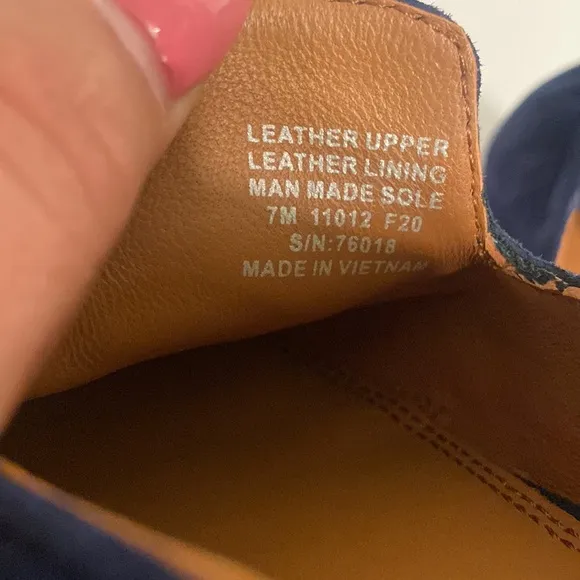 LEATHER UPPER
LEATHER LINING
MAN MADE SOLE
7M 11012 F20
S/N:76018
MADE IN VIETNAM